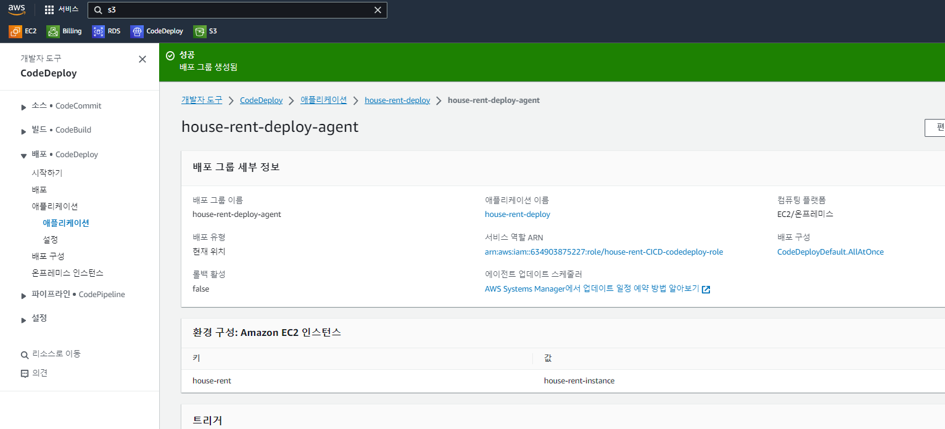 aws
서비스
s3
EC2
Billing
RDS
CodeDeploy
S3
개발자 도구
CodeDeploy
소스 • CodeCommit
빌드 • CodeBuild
배포 • CodeDeploy
시작하기
배포
애플리케이션
애플리케이션
설정
배포 구성
온프레미스 인스턴스
파이프라인 • CodePipeline
설정
리소스로 이동
의견
성공
배포 그룹 생성됨
개발자 도구
CodeDeploy
애플리케이션
house-rent-deploy
house-rent-deploy-agent
house-rent-deploy-agent
편
배포 그룹 세부 정보
배포 그룹 이름
house-rent-deploy-agent
애플리케이션 이름
house-rent-deploy
컴퓨팅 플랫폼
EC2/온프레미스
배포 유형
현재 위치
서비스 역할 ARN
arn:aws:iam::634903875227:role/house-rent-CICD-codedeploy-role
배포 구성
CodeDeployDefault.AllAtOnce
롤백 활성
false
에이전트 업데이트 스케줄러
AWS Systems Manager에서 업데이트 일정 예약 방법 알아보기
환경 구성: Amazon EC2 인스턴스
키
값
house-rent
house-rent-instance
트리거